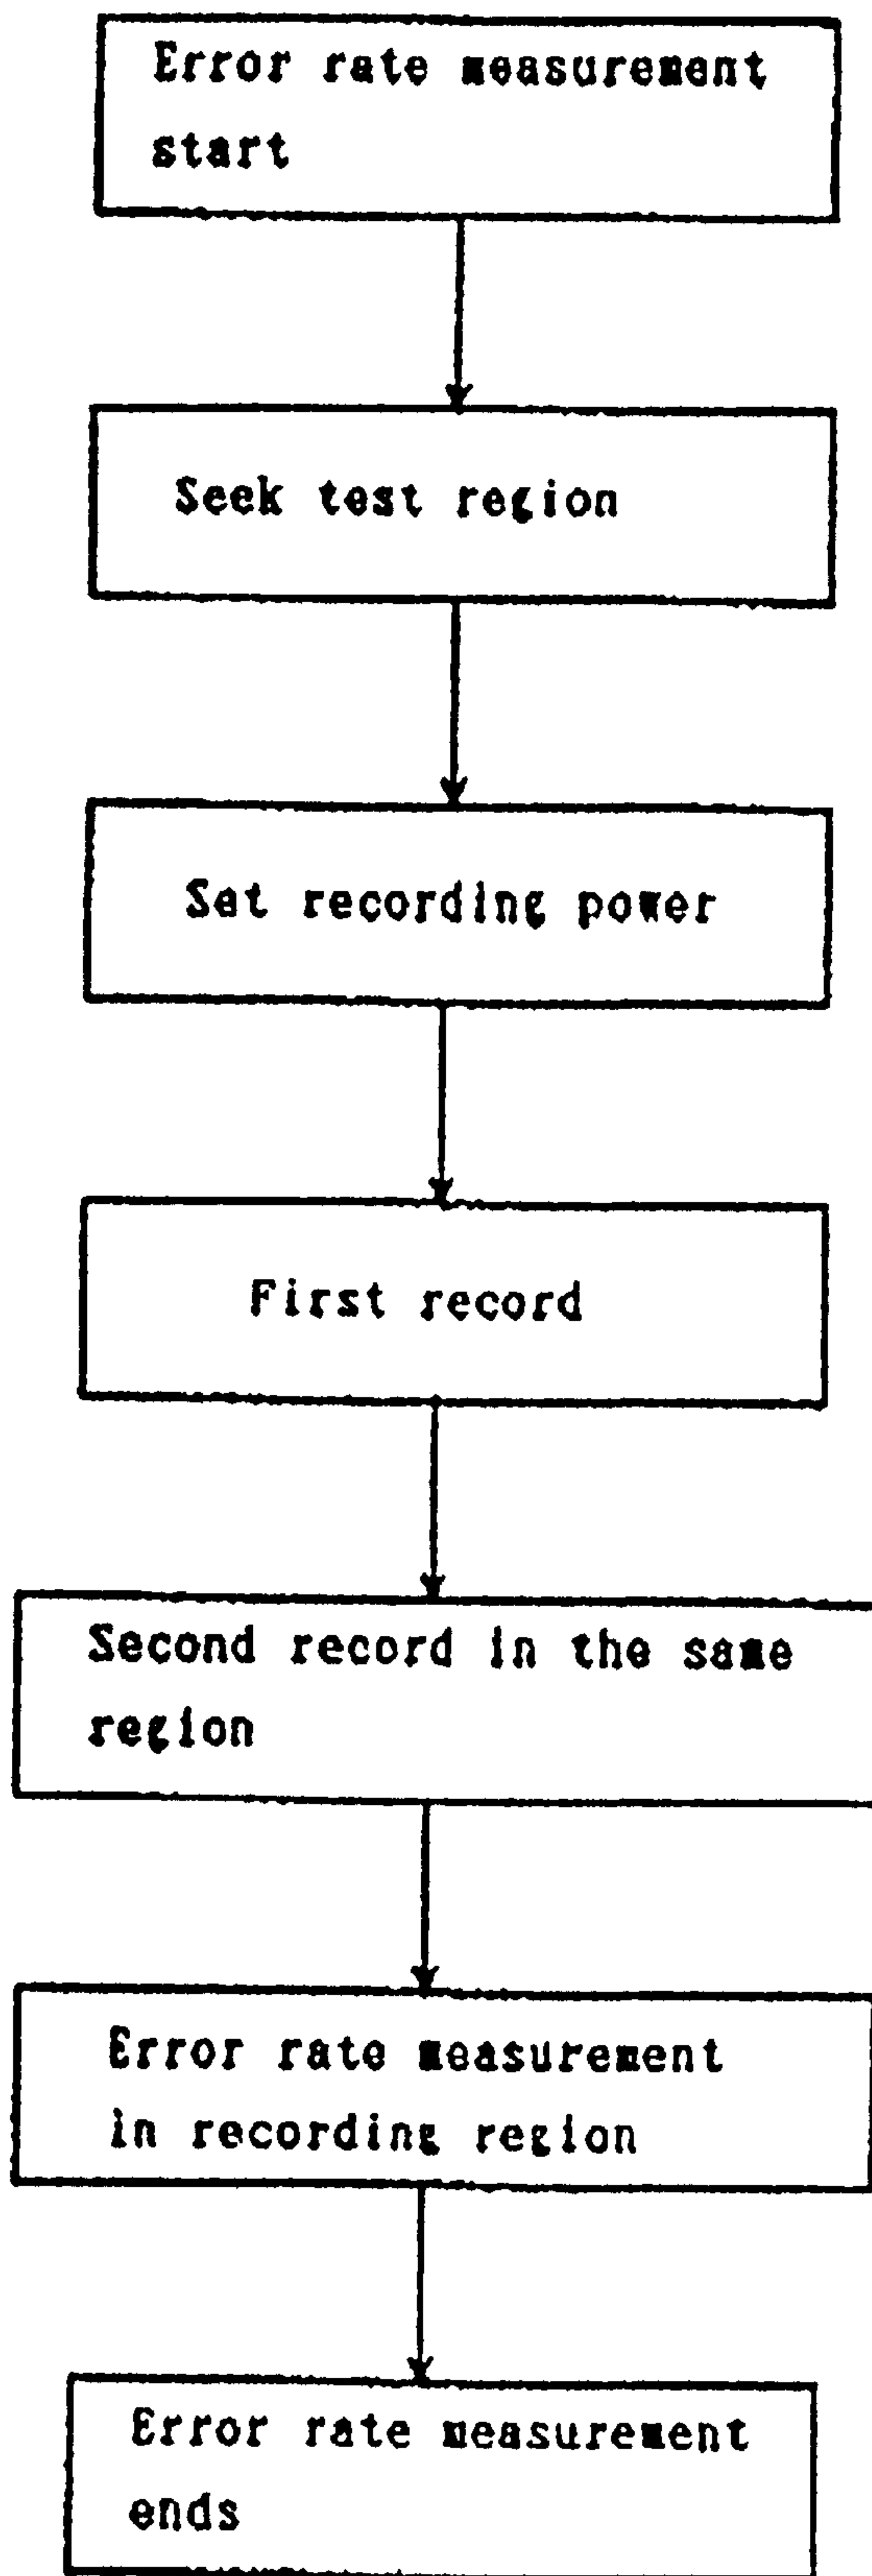 Error rate measurement
start
Seek test region
Set recording power
First record
Second record in the same
region
Error rate measurement
in recording region
Error rate measurement
ends